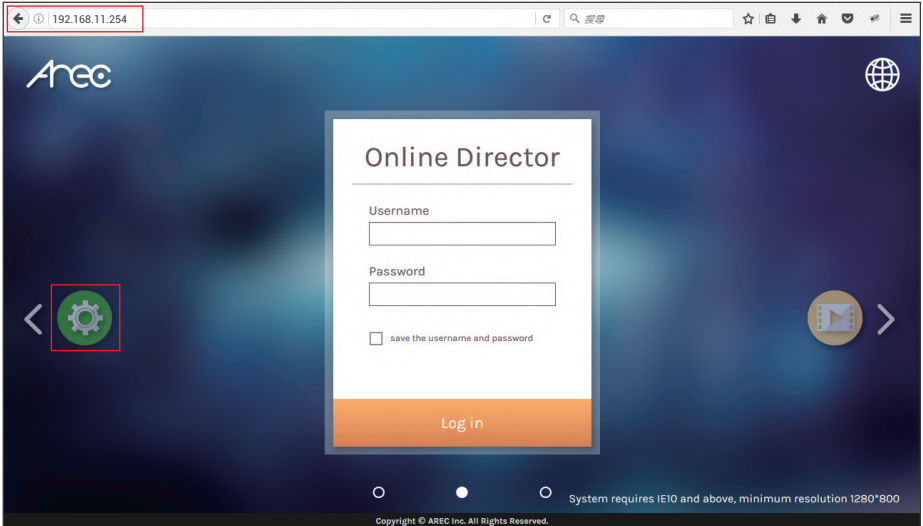 192.168.11.254
搜尋
Arec
Online Director
Username
Password
save the username and password
Log in
System requires IE10 and above, minimum resolution 1280*800
Copyright © AREC Inc. All Rights Reserved.